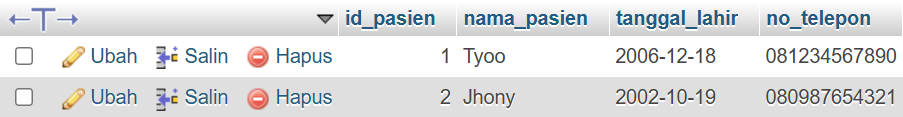 id_pasien nama_pasien tanggal_lahir no_telepon
Ubah Salin Hapus 1 Tyoo 2006-12-18 081234567890
Ubah Salin Hapus 2 Jhony 2002-10-19 080987654321